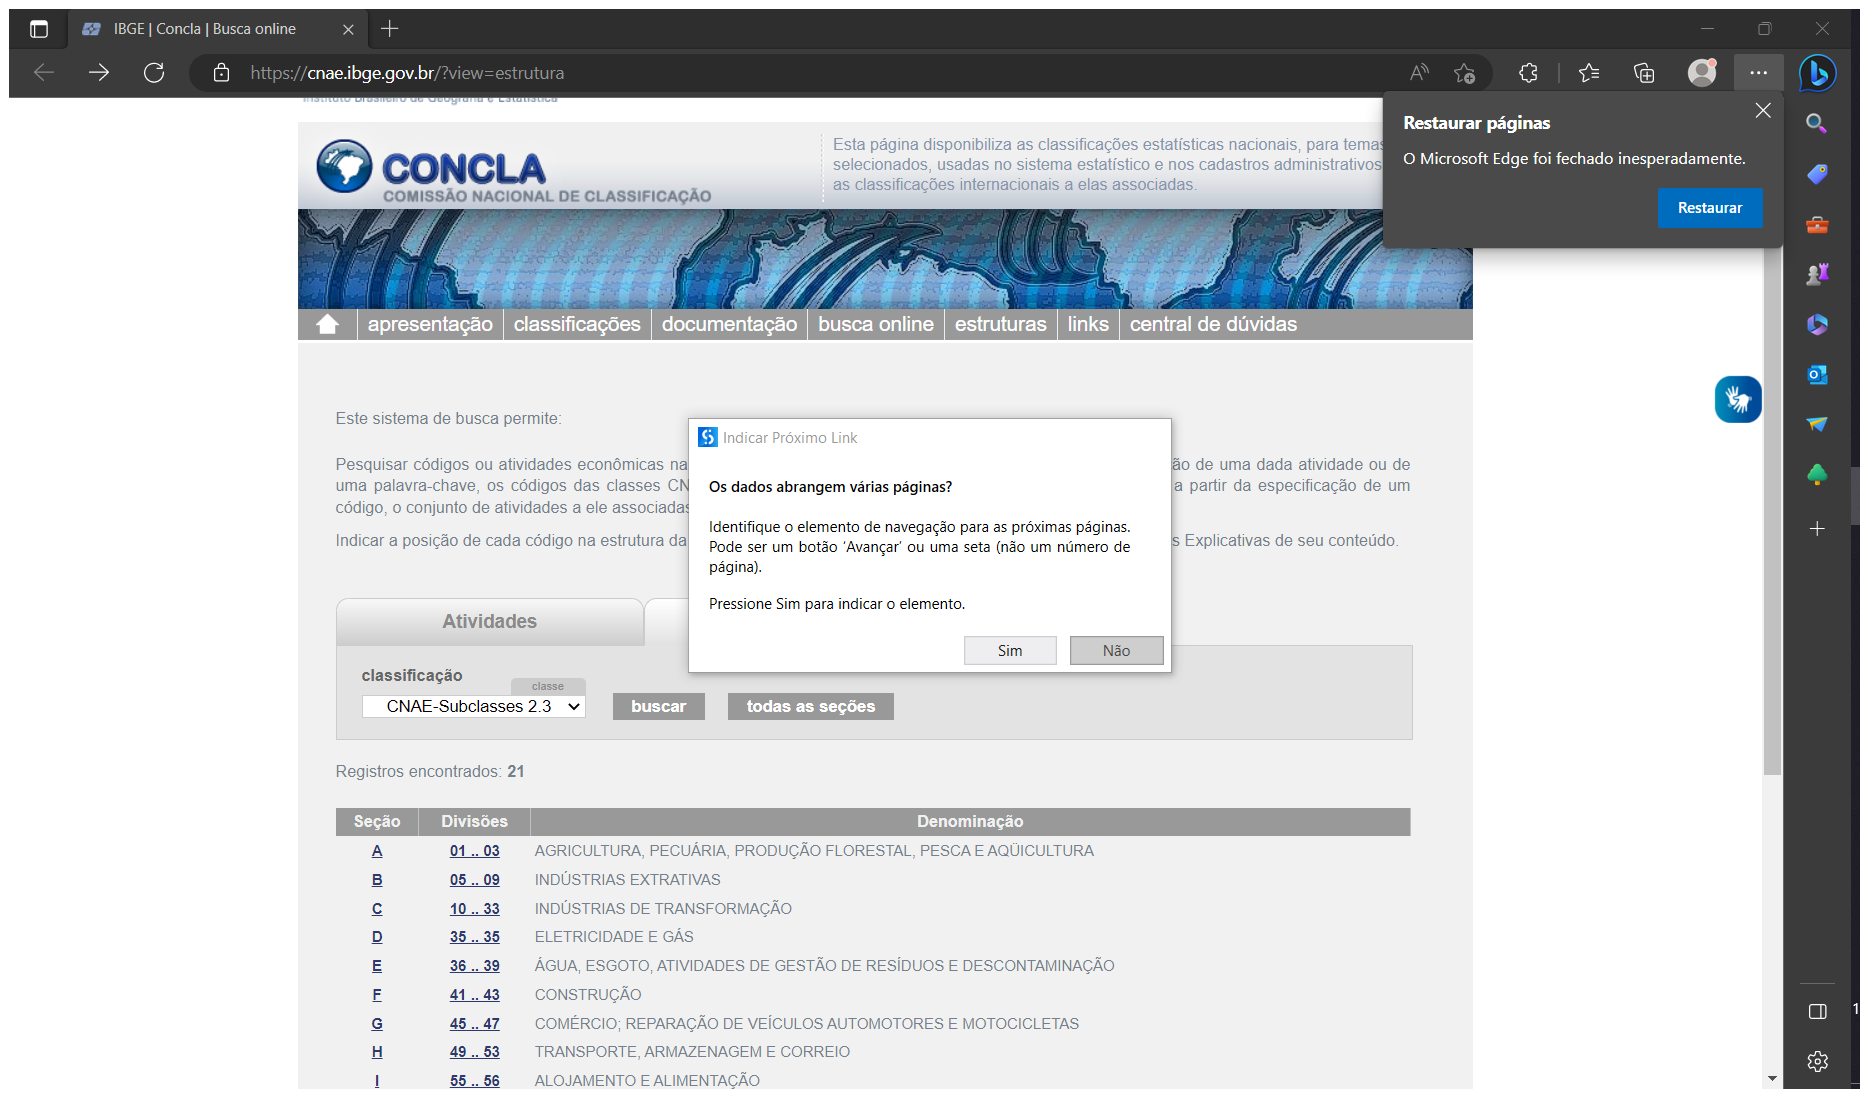 IBGE | Concla | Busca online
https://cnae.ibge.gov.br/?view=estrutura
Instituto Brasileiro de Geografia e Estatística
Restaurar páginas
O Microsoft Edge foi fechado inesperadamente.
Restaurar
CONCLA
COMISSÃO NACIONAL DE CLASSIFICAÇÃO
Esta página disponibiliza as classificações estatísticas nacionais, para temas
selecionados, usadas no sistema estatístico e nos cadastros administrativos
as classificações internacionais a elas associadas.
apresentação classificações documentação busca online estruturas links central de dúvidas
Este sistema de busca permite:
Pesquisar códigos ou atividades econômicas na ão de uma dada atividade ou de
uma palavra-chave, os códigos das classes CN a partir da especificação de um
código, o conjunto de atividades a ele associadas
Indicar a posição de cada código na estrutura da s Explicativas de seu conteúdo.
Indicar Próximo Link
Os dados abrangem várias páginas?
Identifique o elemento de navegação para as próximas páginas.
Pode ser um botão ‘Avançar’ ou uma seta (não um número de
página).
Pressione Sim para indicar o elemento.
Sim Não
Atividades
classificação
classe
CNAE-Subclasses 2.3 buscar todas as seções
Registros encontrados: 21
Seção Divisões Denominação
A 01 .. 03 AGRICULTURA, PECUÁRIA, PRODUÇÃO FLORESTAL, PESCA E AQÜICULTURA
B 05 .. 09 INDÚSTRIAS EXTRATIVAS
C 10 .. 33 INDÚSTRIAS DE TRANSFORMAÇÃO
D 35 .. 35 ELETRICIDADE E GÁS
E 36 .. 39 ÁGUA, ESGOTO, ATIVIDADES DE GESTÃO DE RESÍDUOS E DESCONTAMINAÇÃO
F 41 .. 43 CONSTRUÇÃO
G 45 .. 47 COMÉRCIO; REPARAÇÃO DE VEÍCULOS AUTOMOTORES E MOTOCICLETAS
H 49 .. 53 TRANSPORTE, ARMAZENAGEM E CORREIO
I 55 .. 56 ALOJAMENTO E ALIMENTAÇÃO
1